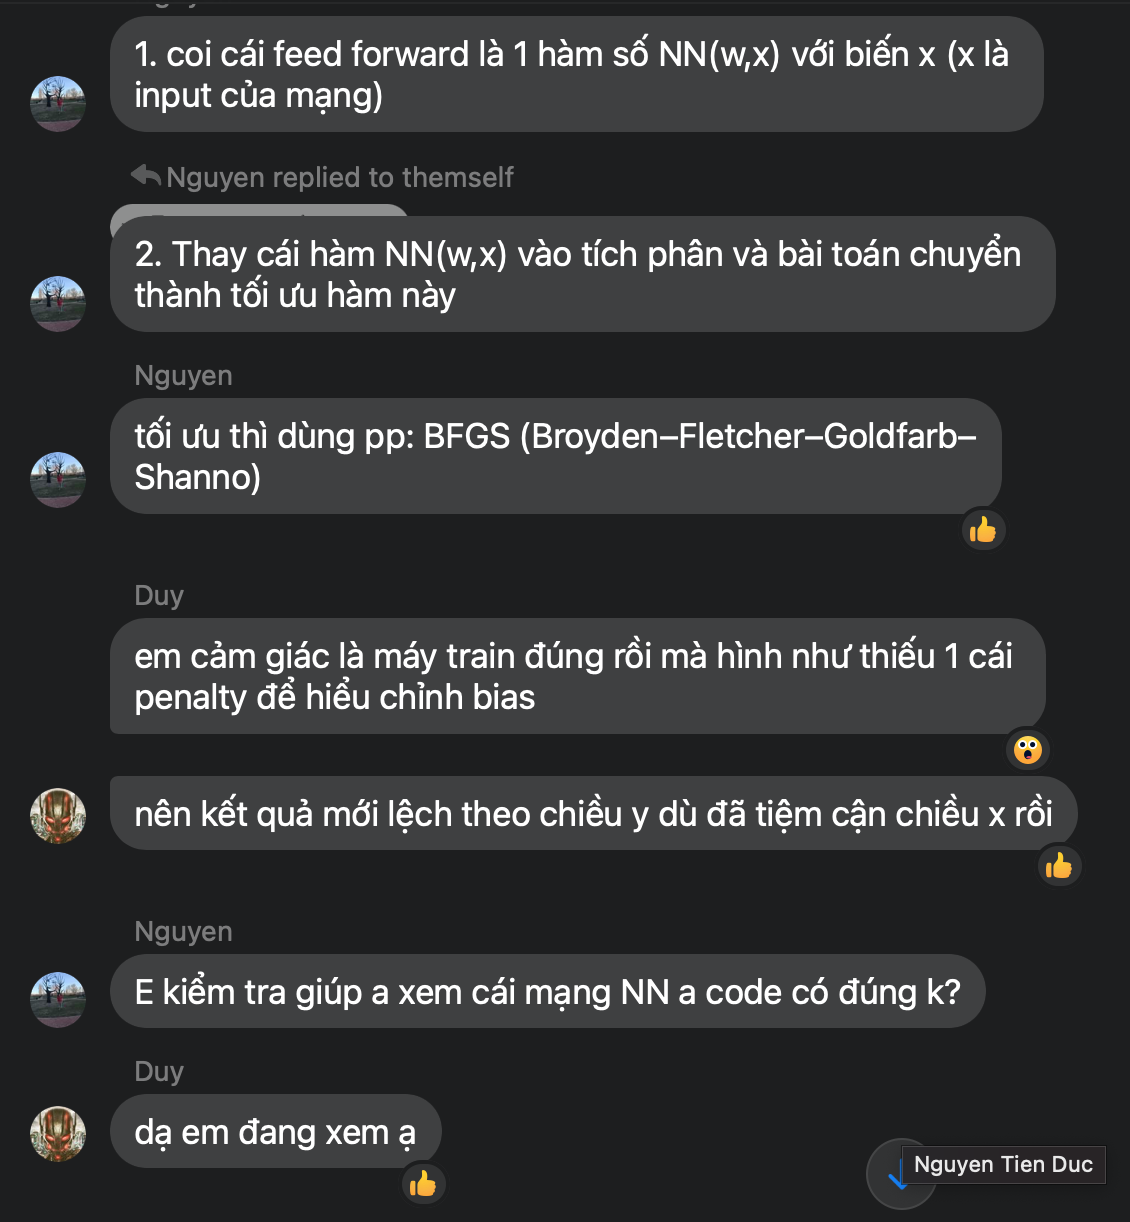 1. coi cái feed forward là 1 hàm số NN(w,x) với biến x (x là
input của mạng)
Nguyen replied to themself
2. Thay cái hàm NN(w,x) vào tích phân và bài toán chuyển
thành tối ưu hàm này
Nguyen
tối ưu thì dùng pp: BFGS (Broyden–Fletcher–Goldfarb–
Shanno)
Duy
em cảm giác là máy train đúng rồi mà hình như thiếu 1 cái
penalty để hiểu chỉnh bias
nên kết quả mới lệch theo chiều y dù đã tiệm cận chiều x rồi
Nguyen
E kiểm tra giúp a xem cái mạng NN a code có đúng k?
Duy
dạ em đang xem ạ
Nguyen Tien Duc